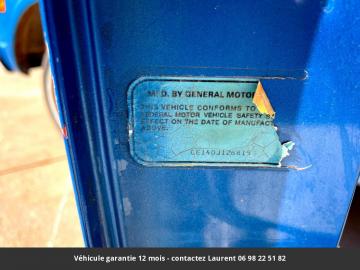 MFD. BY GENERAL MOTOR
THIS VEHICLE CONFORMS TO
FEDERAL MOTOR VEHICLE SAFETY S
EFFECT ON THE DATE OF MANUFACT
ABOVE.
CE140J126819
Véhicule garantie 12 mois - contactez Laurent 06 98 22 51 82